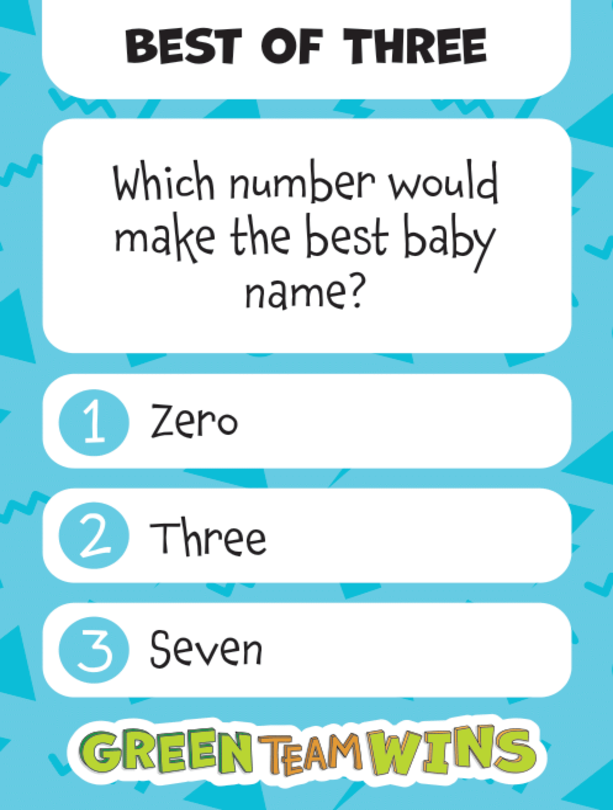 BEST OF THREE
Which number would
make the best baby
name?
1 Zero
2 Three
3 Seven
GREEN TEAM WINS